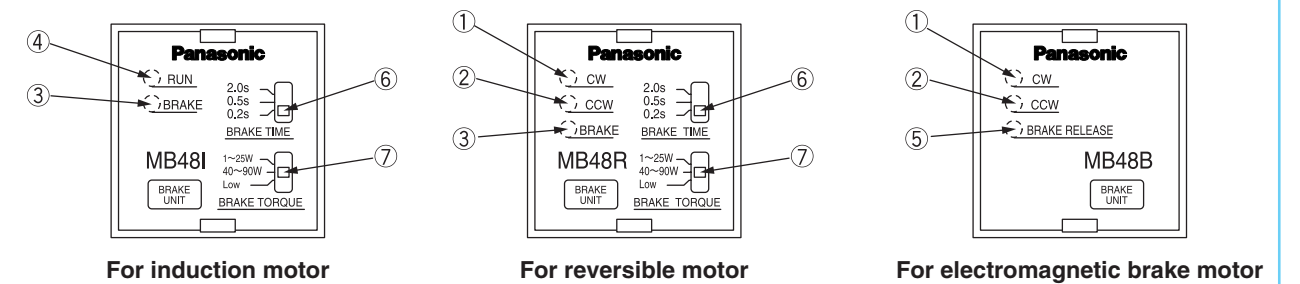 Panasonic
④
RUN
③
BRAKE
2.0s
0.5s
0.2s
⑥
BRAKE TIME
MB48I
1~25W
40~90W
Low
⑦
BRAKE
UNIT
BRAKE TORQUE
For induction motor
①
Panasonic
CW
②
CCW
③
BRAKE
2.0s
0.5s
0.2s
⑥
BRAKE TIME
MB48R
1~25W
40~90W
Low
⑦
BRAKE
UNIT
BRAKE TORQUE
For reversible motor
①
Panasonic
CW
②
CCW
⑤
BRAKE RELEASE
MB48B
BRAKE
UNIT
For electromagnetic brake motor